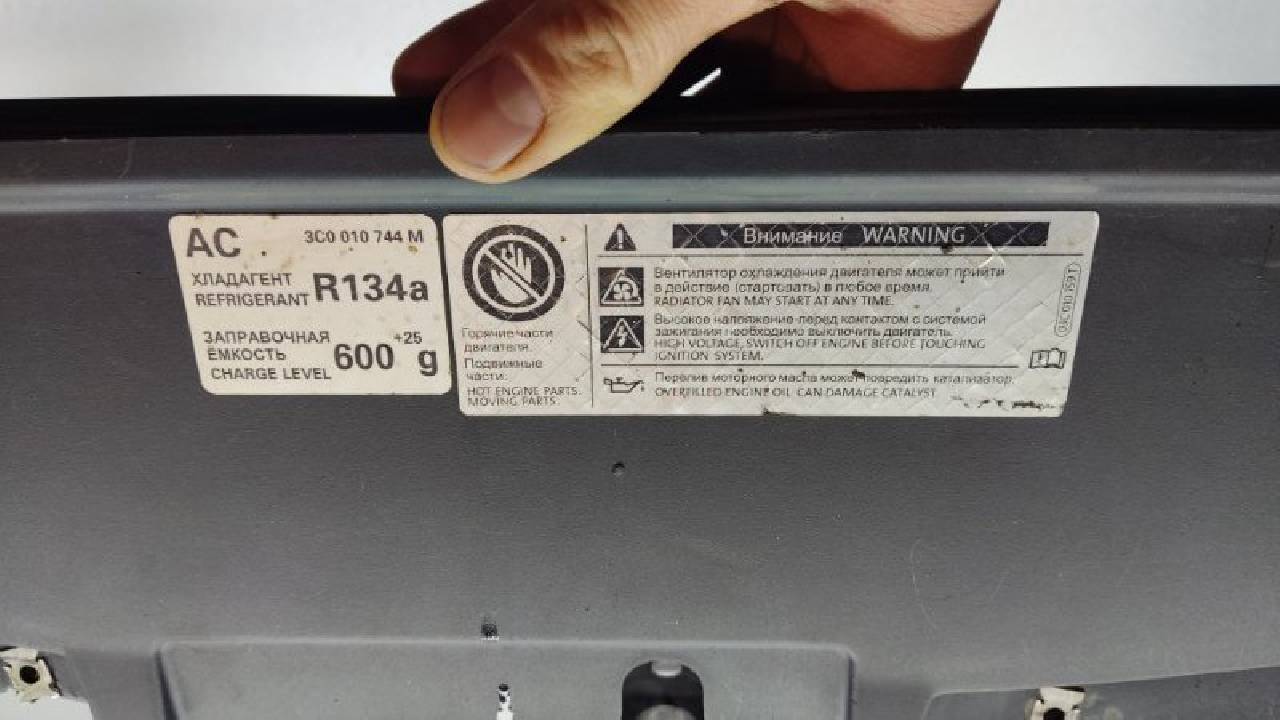 AC 3C0 010 744 M
ХЛАДАГЕНТ
REFRIGERANT R134a
ЗАПРАВОЧНАЯ
ЁМКОСТЬ
CHARGE LEVEL 600 +25 g
Горячие части
двигателя.
Подвижные
части.
HOT ENGINE PARTS.
MOVING PARTS.
Внимание WARNING
Вентилятор охлаждения двигателя может прийти
в действие (стартовать) в любое время.
RADIATOR FAN MAY START AT ANY TIME.
Высокое напряжение-перед контактом с системой
зажигания необходимо выключить двигатель.
HIGH VOLTAGE, SWITCH OFF ENGINE BEFORE TOUCHING
IGNITION SYSTEM.
Перелив моторного масла может повредить катализатор.
OVERFILLED ENGINE OIL CAN DAMAGE CATALYST.